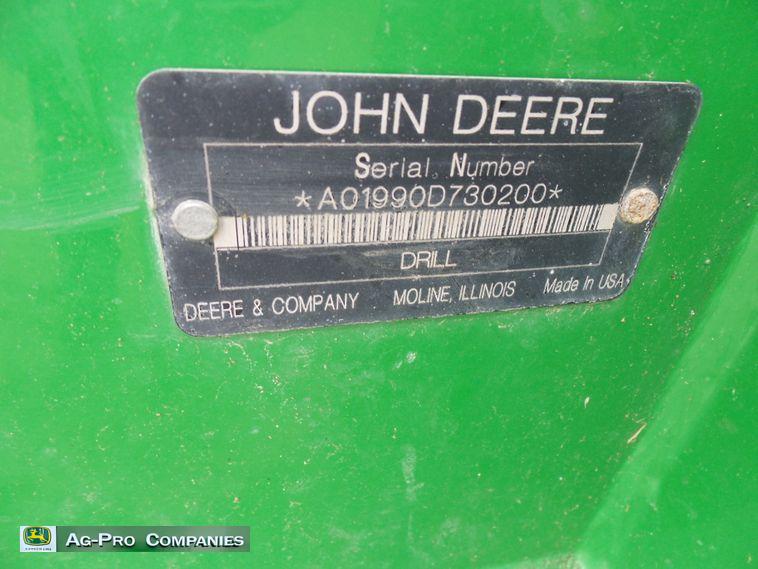 JOHN DEERE
Serial Number
*A01990D730200*
DRILL
DEERE & COMPANY MOLINE, ILLINOIS Made In USA
AG-PRO COMPANIES